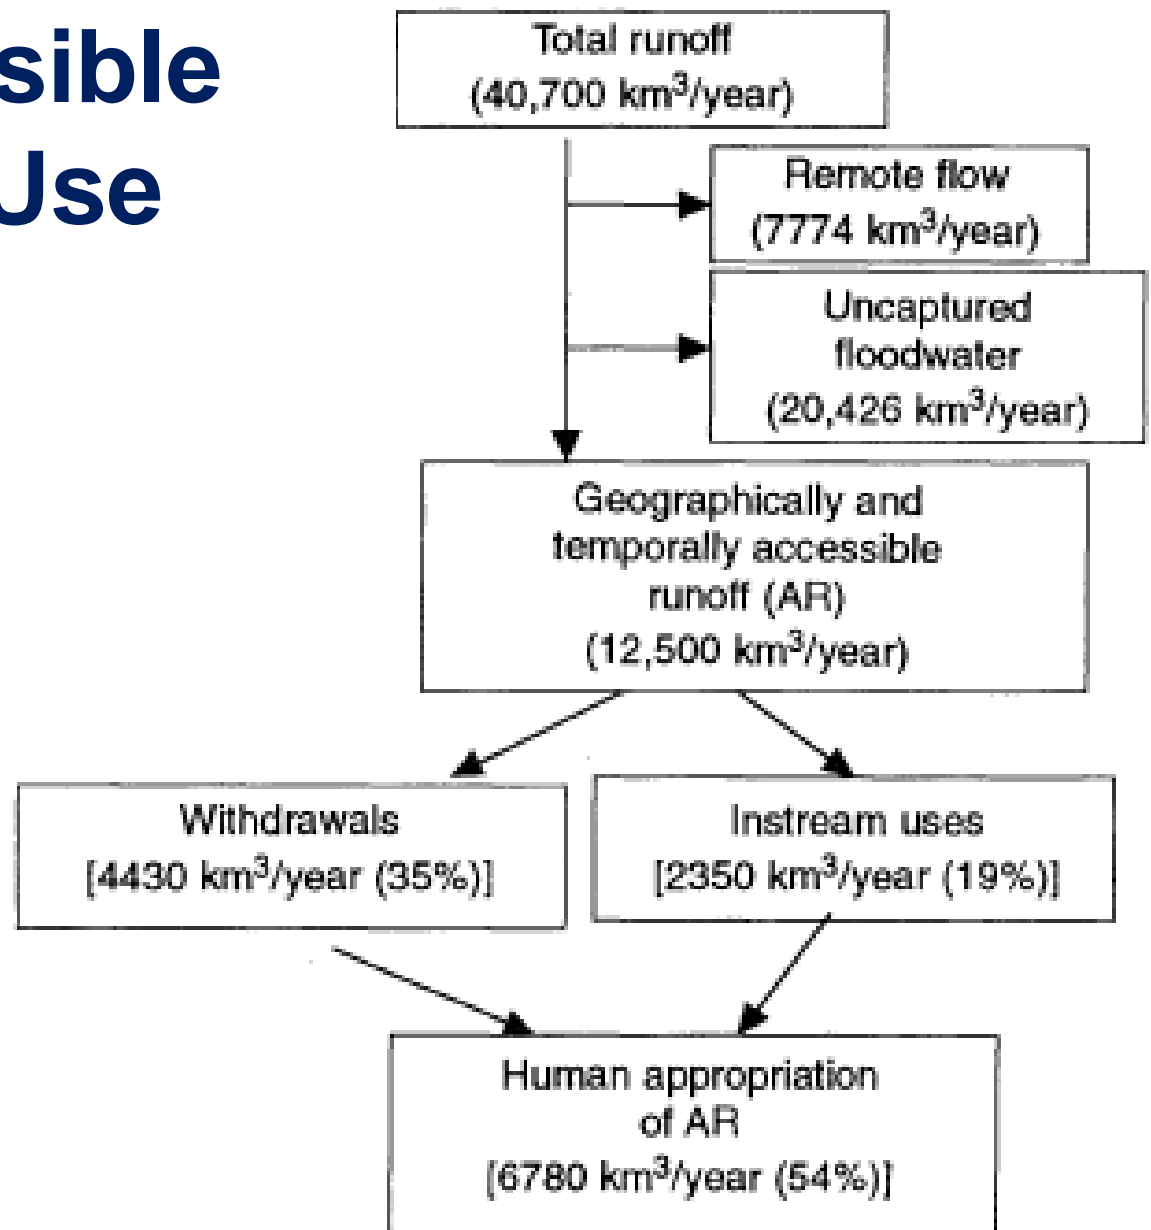 sible
Use
Total runoff
(40,700 km³/year)
Remote flow
(7774 km³/year)
Uncaptured
floodwater
(20,426 km³/year)
Geographically and
temporally accessible
runoff (AR)
(12,500 km³/year)
Withdrawals
[4430 km³/year (35%)]
Instream uses
[2350 km³/year (19%)]
Human appropriation
of AR
[6780 km³/year (54%)]